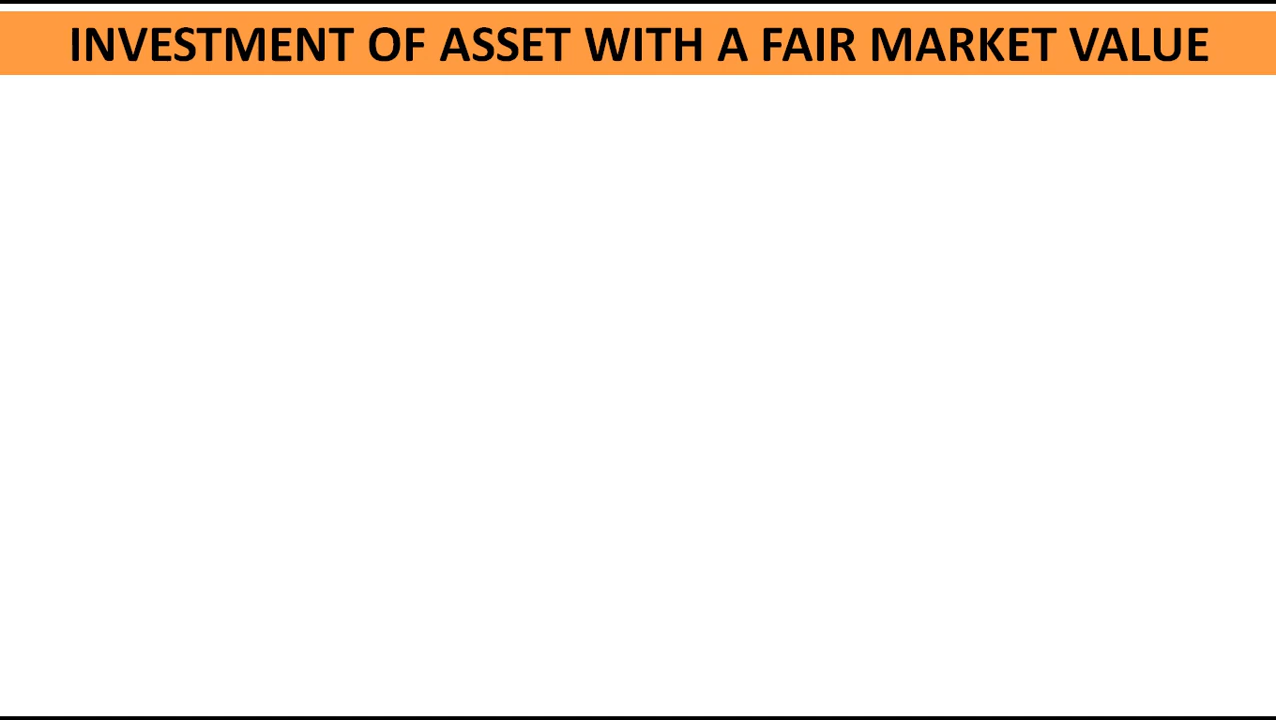 INVESTMENT OF ASSET WITH A FAIR MARKET VALUE